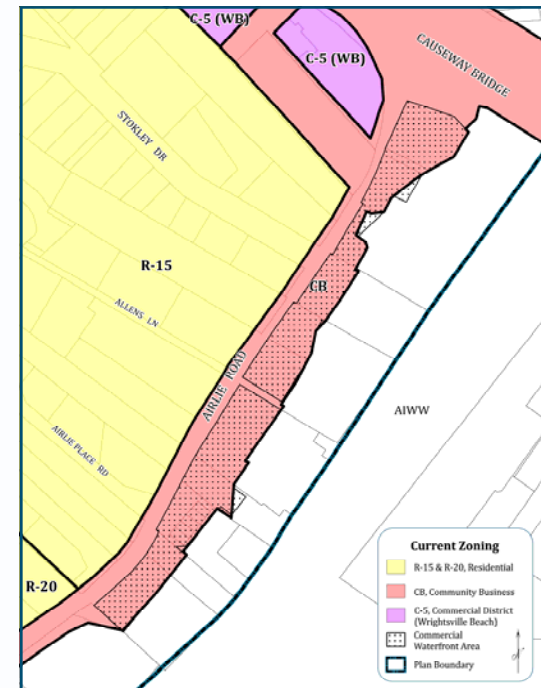 C-5 (WB)
C-5 (WB)
CAUSEWAY BRIDGE
STOKLEY DR
R-15
CB
ALLENS LN
AIRLIE ROAD
AIWW
AIRLIE PLACE RD
R-20
Current Zoning
R-15 & R-20, Residential
CB, Community Business
C-5, Commercial District
(Wrightsville Beach)
Commercial
Waterfront Area
Plan Boundary
N